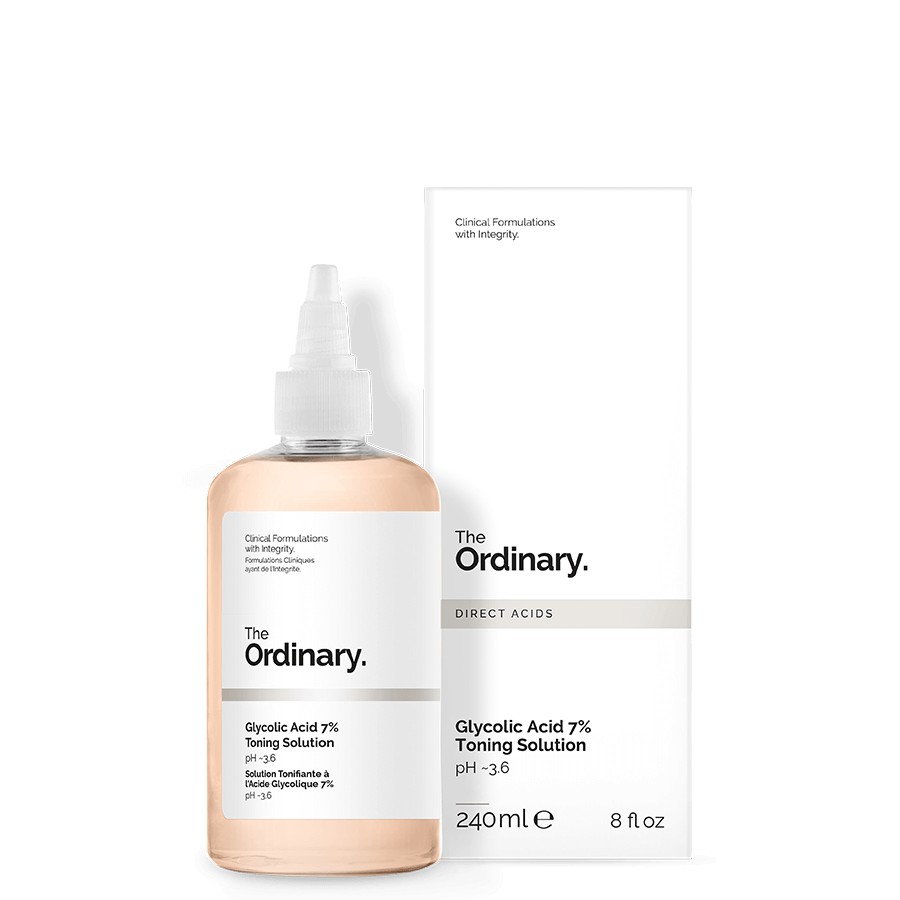 Clinical Formulations
with Integrity.
The
Ordinary.
DIRECT ACIDS
Glycolic Acid 7%
Toning Solution
pH ~3.6
240ml e
8 fl oz
Clinical Formulations
with Integrity.
Formulations Cliniques
ayant de l'Integrite.
The
Ordinary.
Glycolic Acid 7%
Toning Solution
pH ~3.6
Solution Tonifiante à
l'Acide Glycolique 7%
pH ~3.6